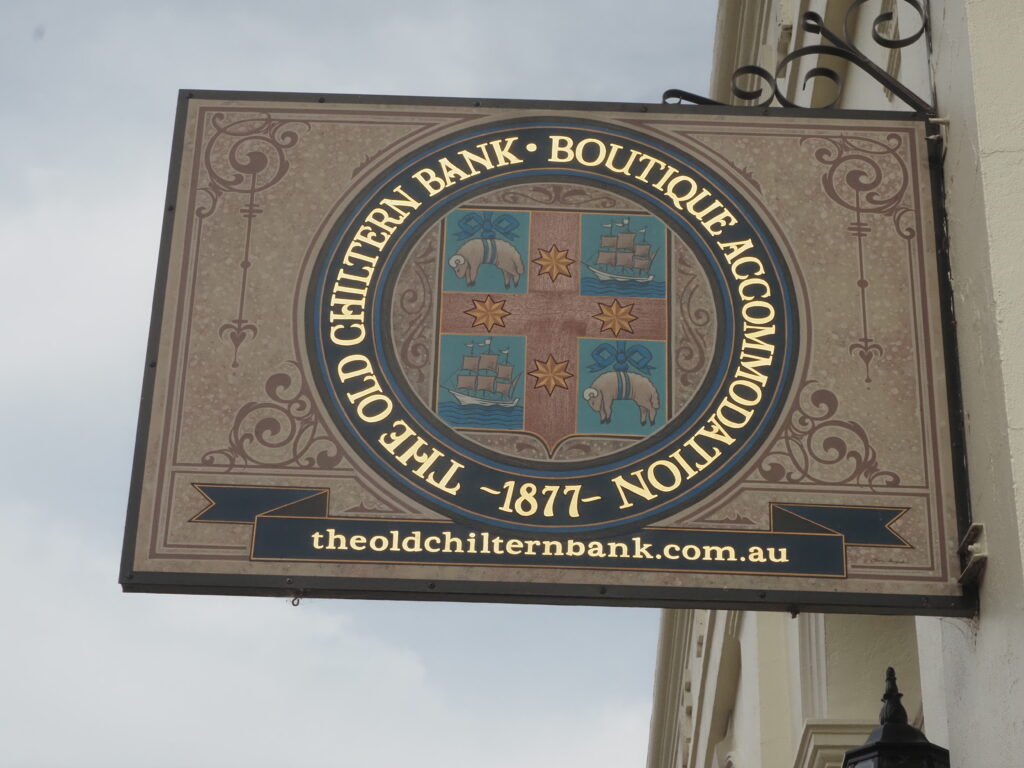 THE OLD CHILTERN BANK • BOUTIQUE ACCOMMODATION
-1877-
theoldchilternbank.com.au